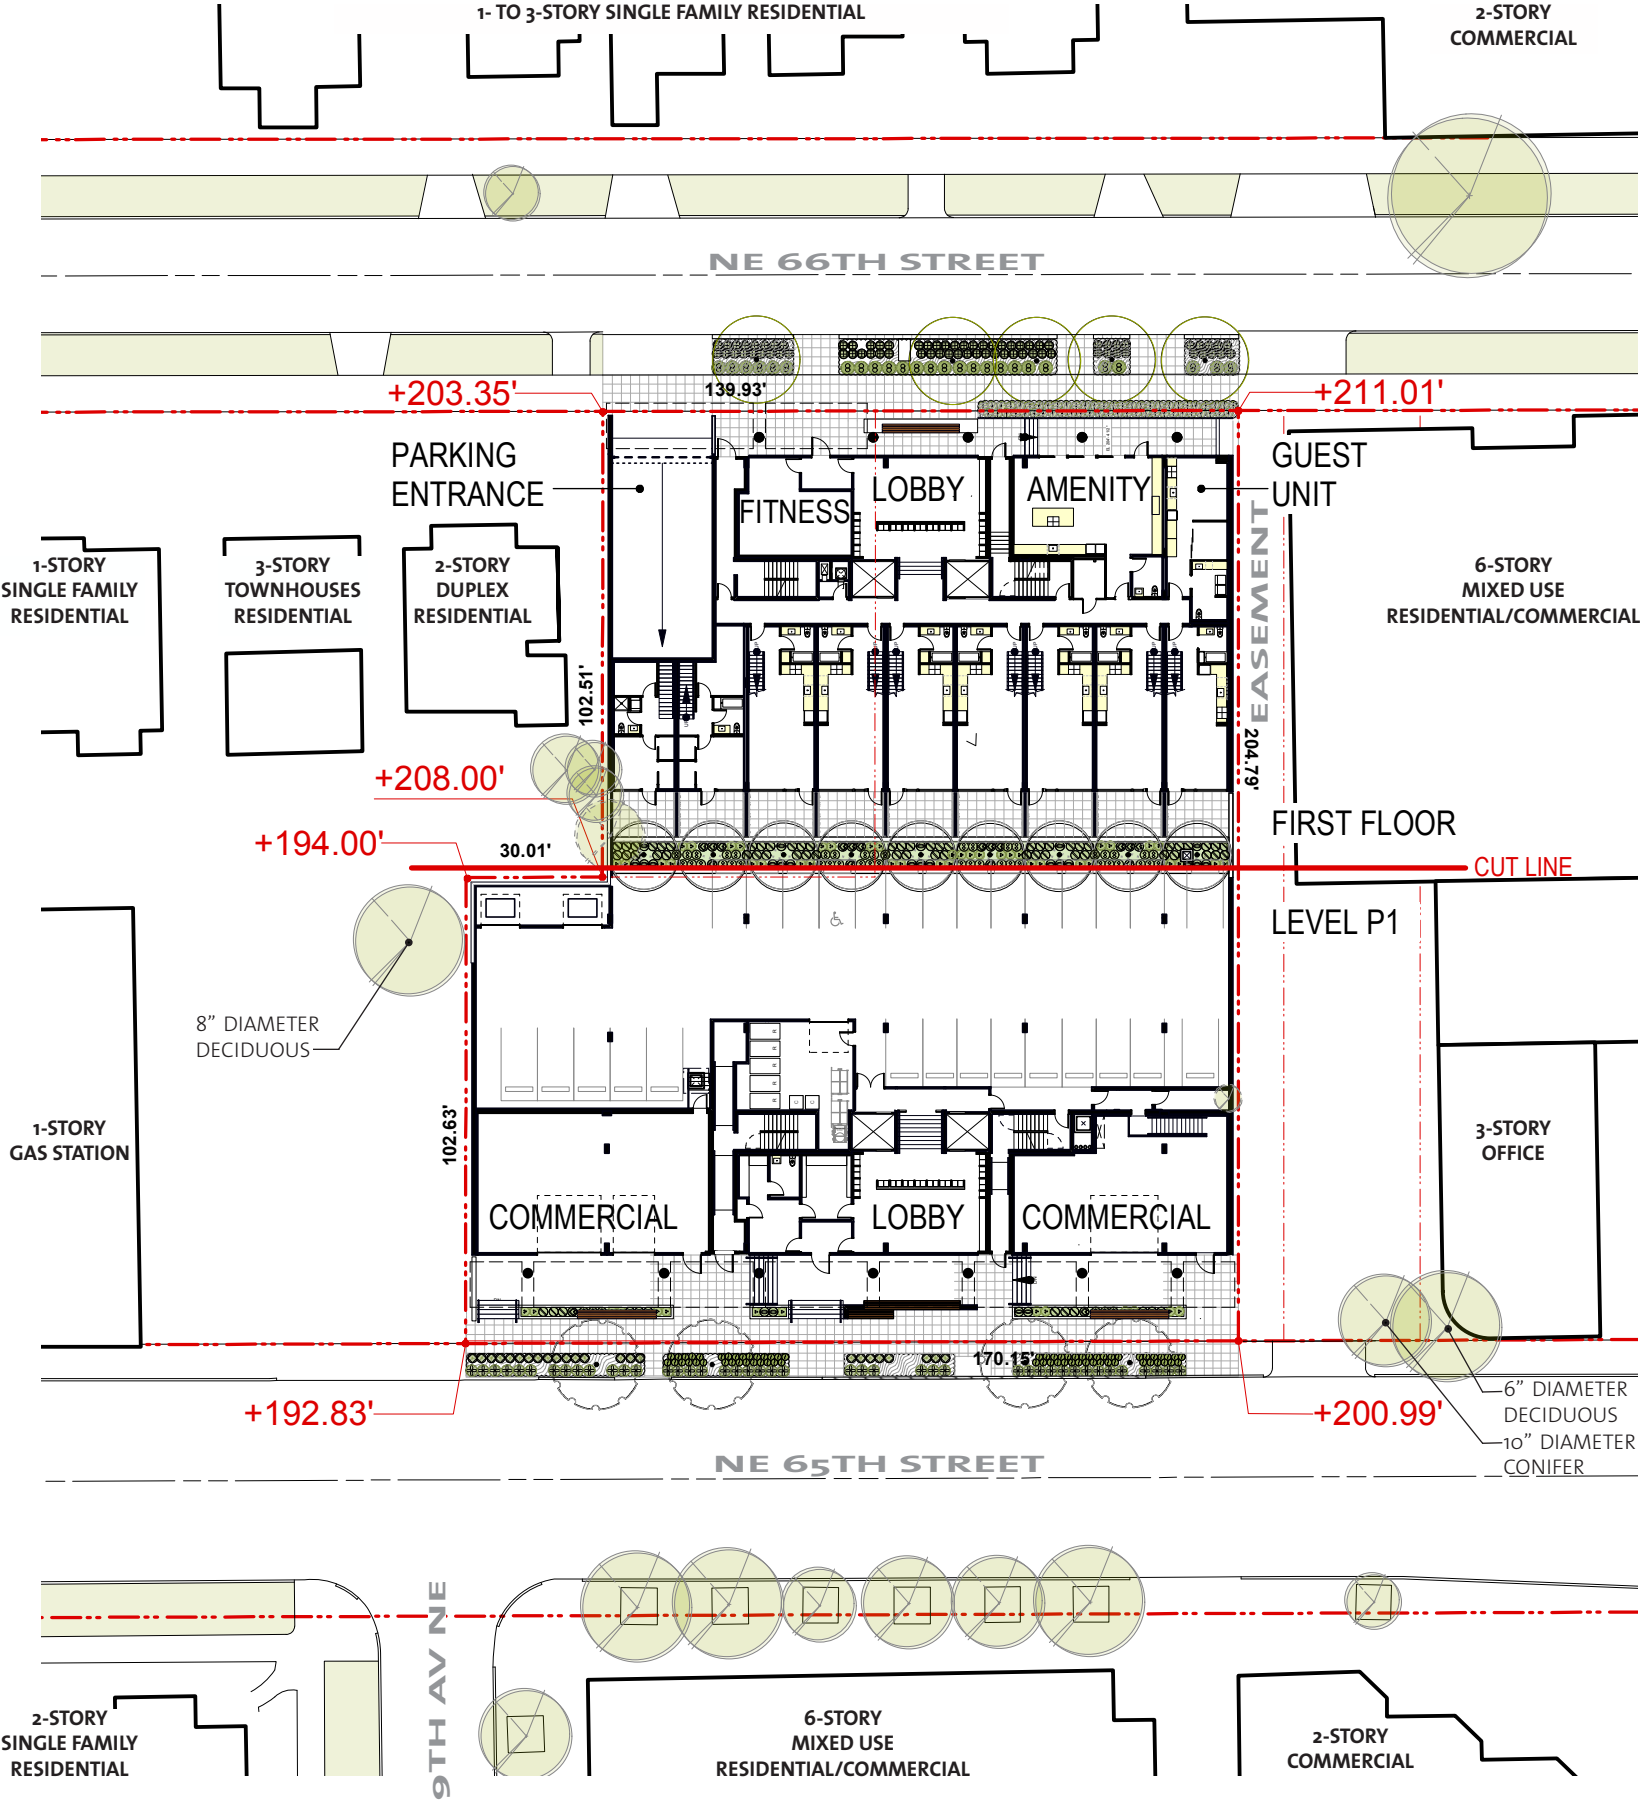 1- TO 3-STORY SINGLE FAMILY RESIDENTIAL
2-STORY
COMMERCIAL
NE 66TH STREET
+203.35'
139.93'
+211.01'
PARKING
ENTRANCE
FITNESS
LOBBY
AMENITY
GUEST
UNIT
EASEMENT
1-STORY
SINGLE FAMILY
RESIDENTIAL
3-STORY
TOWNHOUSES
RESIDENTIAL
2-STORY
DUPLEX
RESIDENTIAL
6-STORY
MIXED USE
RESIDENTIAL/COMMERCIAL
102.51'
204.79'
+208.00'
+194.00'
30.01'
FIRST FLOOR
CUT LINE
LEVEL P1
8” DIAMETER
DECIDUOUS
1-STORY
GAS STATION
102.63'
3-STORY
OFFICE
COMMERCIAL
LOBBY
COMMERCIAL
170.15'
+192.83'
+200.99'
6” DIAMETER
DECIDUOUS
10” DIAMETER
CONIFER
NE 65TH STREET
9TH AV NE
2-STORY
SINGLE FAMILY
RESIDENTIAL
6-STORY
MIXED USE
RESIDENTIAL/COMMERCIAL
2-STORY
COMMERCIAL